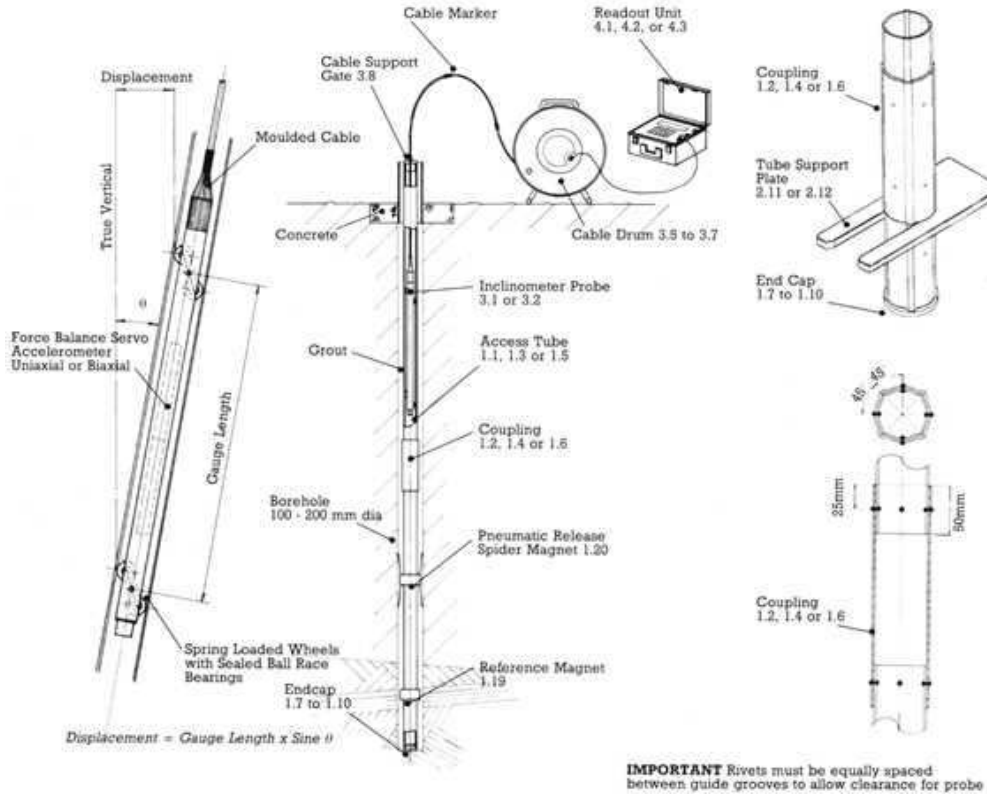 Displacement
Moulded Cable
True Vertical
θ
Force Balance Servo
Accelerometer
Uniaxial or Biaxial
Gauge Length
Spring Loaded Wheels
with Sealed Ball Race
Bearings
Displacement = Gauge Length x Sine θ
Cable Marker
Cable Support
Gate 3.8
Readout Unit
4.1, 4.2, or 4.3
Concrete
Cable Drum 3.5 to 3.7
Inclinometer Probe
3.1 or 3.2
Grout
Access Tube
1.1, 1.3 or 1.5
Coupling
1.2, 1.4 or 1.6
Borehole
100 - 200 mm dia
Pneumatic Release
Spider Magnet 1.20
Reference Magnet
1.19
Endcap
1.7 to 1.10
Coupling
1.2, 1.4 or 1.6
Tube Support
Plate
2.11 or 2.12
End Cap
1.7 to 1.10
45
45
25mm
50mm
Coupling
1.2, 1.4 or 1.6
IMPORTANT Rivets must be equally spaced
between guide grooves to allow clearance for probe